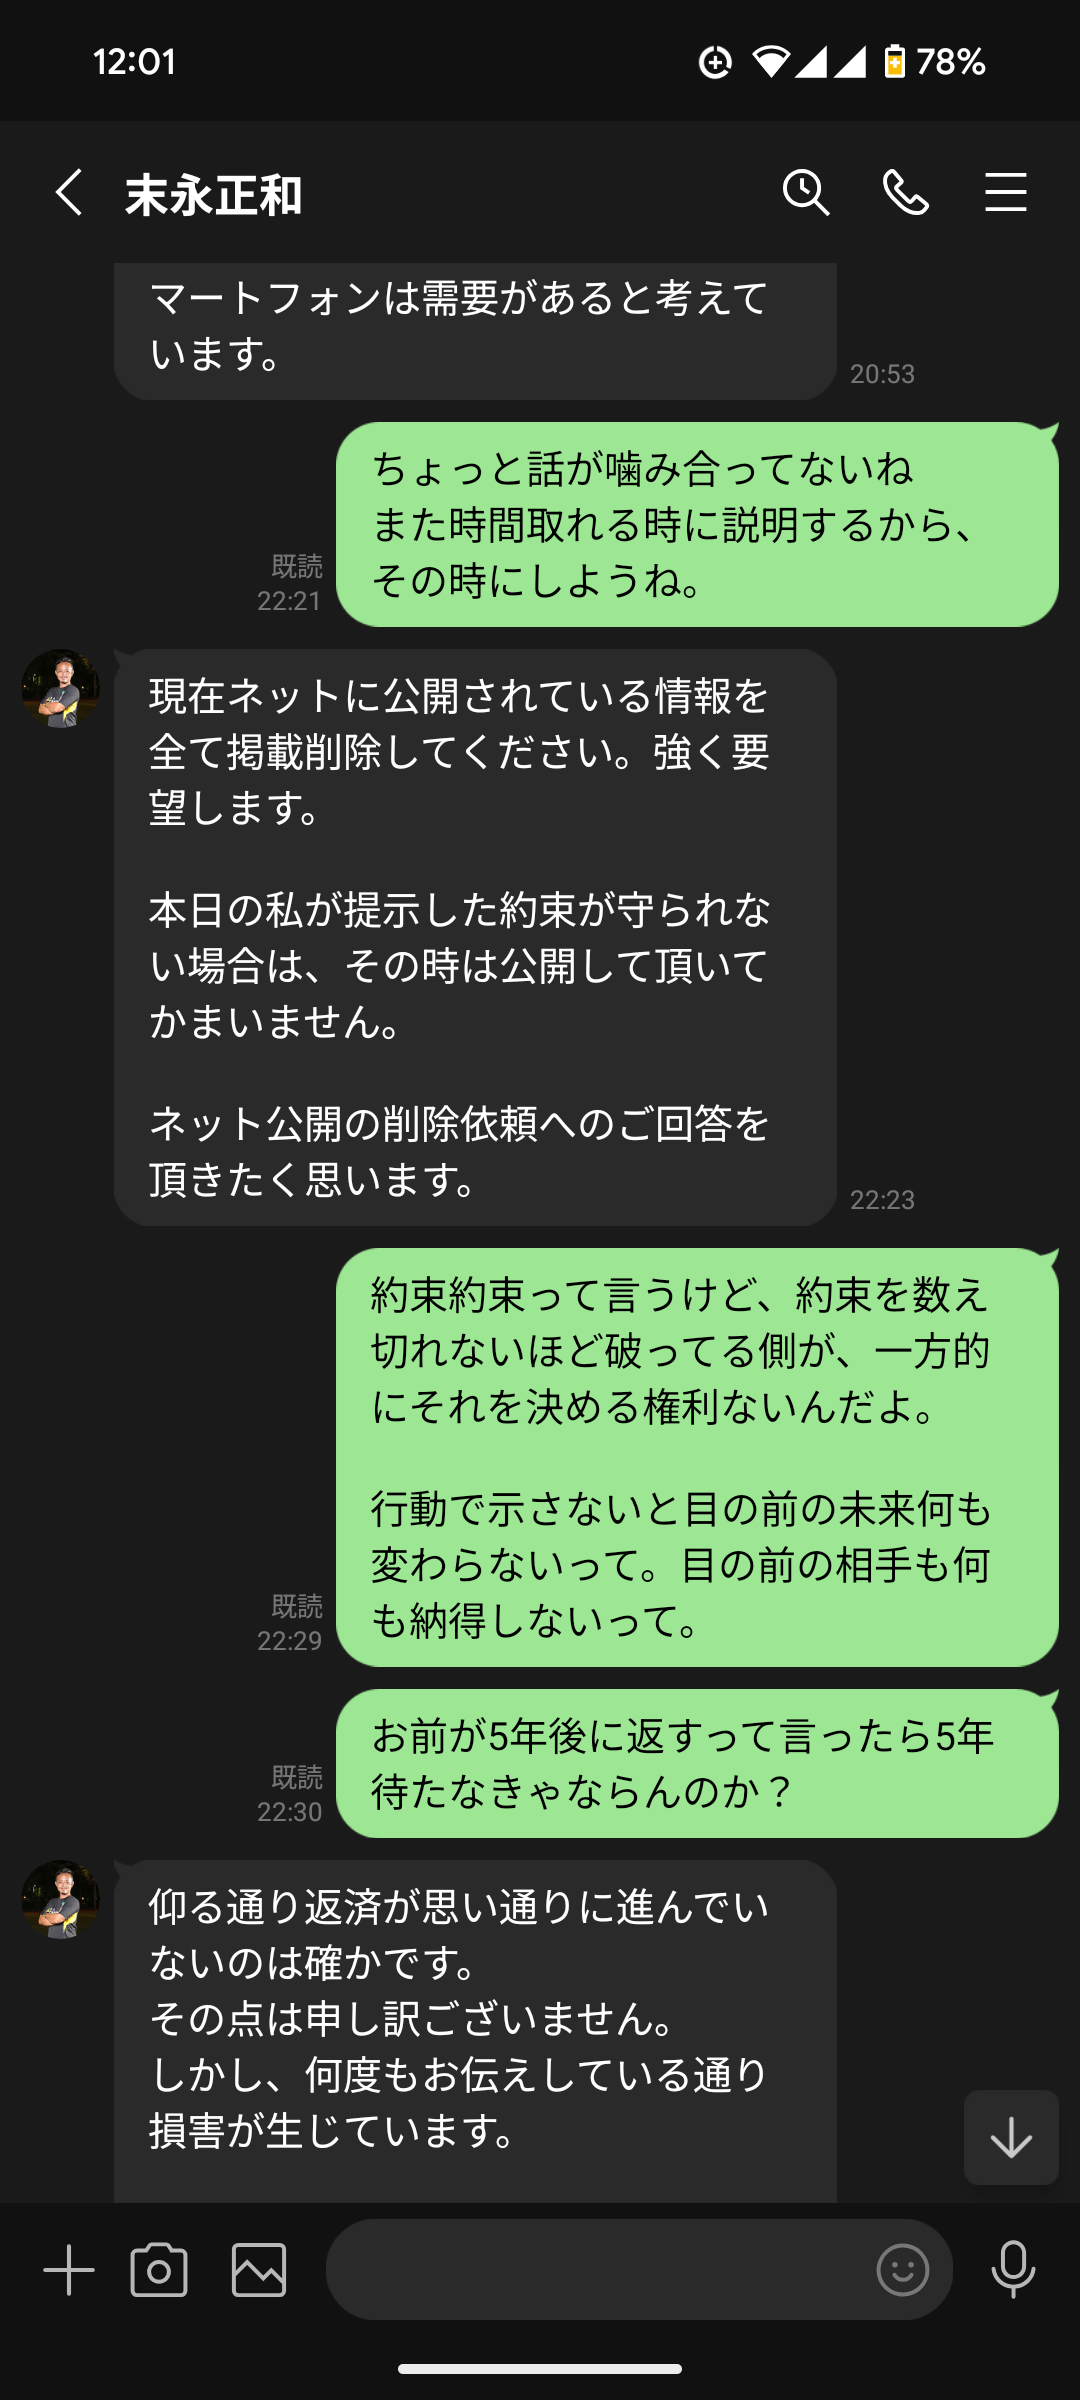 12:01
78%
末永正和
マートフォンは需要があると考えて
います。
20:53
ちょっと話が噛み合ってないね
また時間取れる時に説明するから、
その時にしようね。
既読
22:21
現在ネットに公開されている情報を
全て掲載削除してください。強く要
望します。
本日の私が提示した約束が守られな
い場合は、その時は公開して頂いて
かまいません。
ネット公開の削除依頼へのご回答を
頂きたく思います。
22:23
約束約束って言うけど、約束を数え
切れないほど破ってる側が、一方的
にそれを決める権利ないんだよ。
行動で示さないと目の前の未来何も
変わらないって。目の前の相手も何
も納得しないって。
既読
22:29
お前が5年後に返すって言ったら5年
待たなきゃならんのか？
既読
22:30
仰る通り返済が思い通りに進んでい
ないのは確かです。
その点は申し訳ございません。
しかし、何度もお伝えしている通り
損害が生じています。